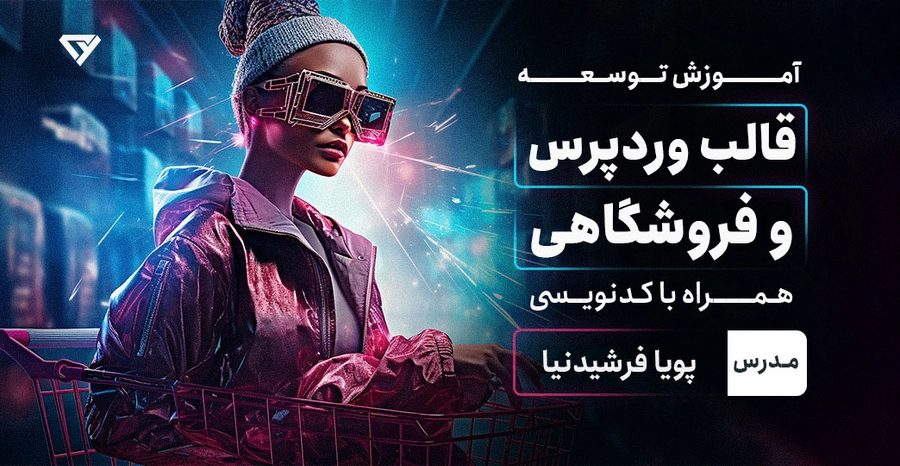 آموزش توسعه
قالب وردپرس
و فروشگاهی
همراه با کدنویسی
مدرس
پویا فرشیدنیا